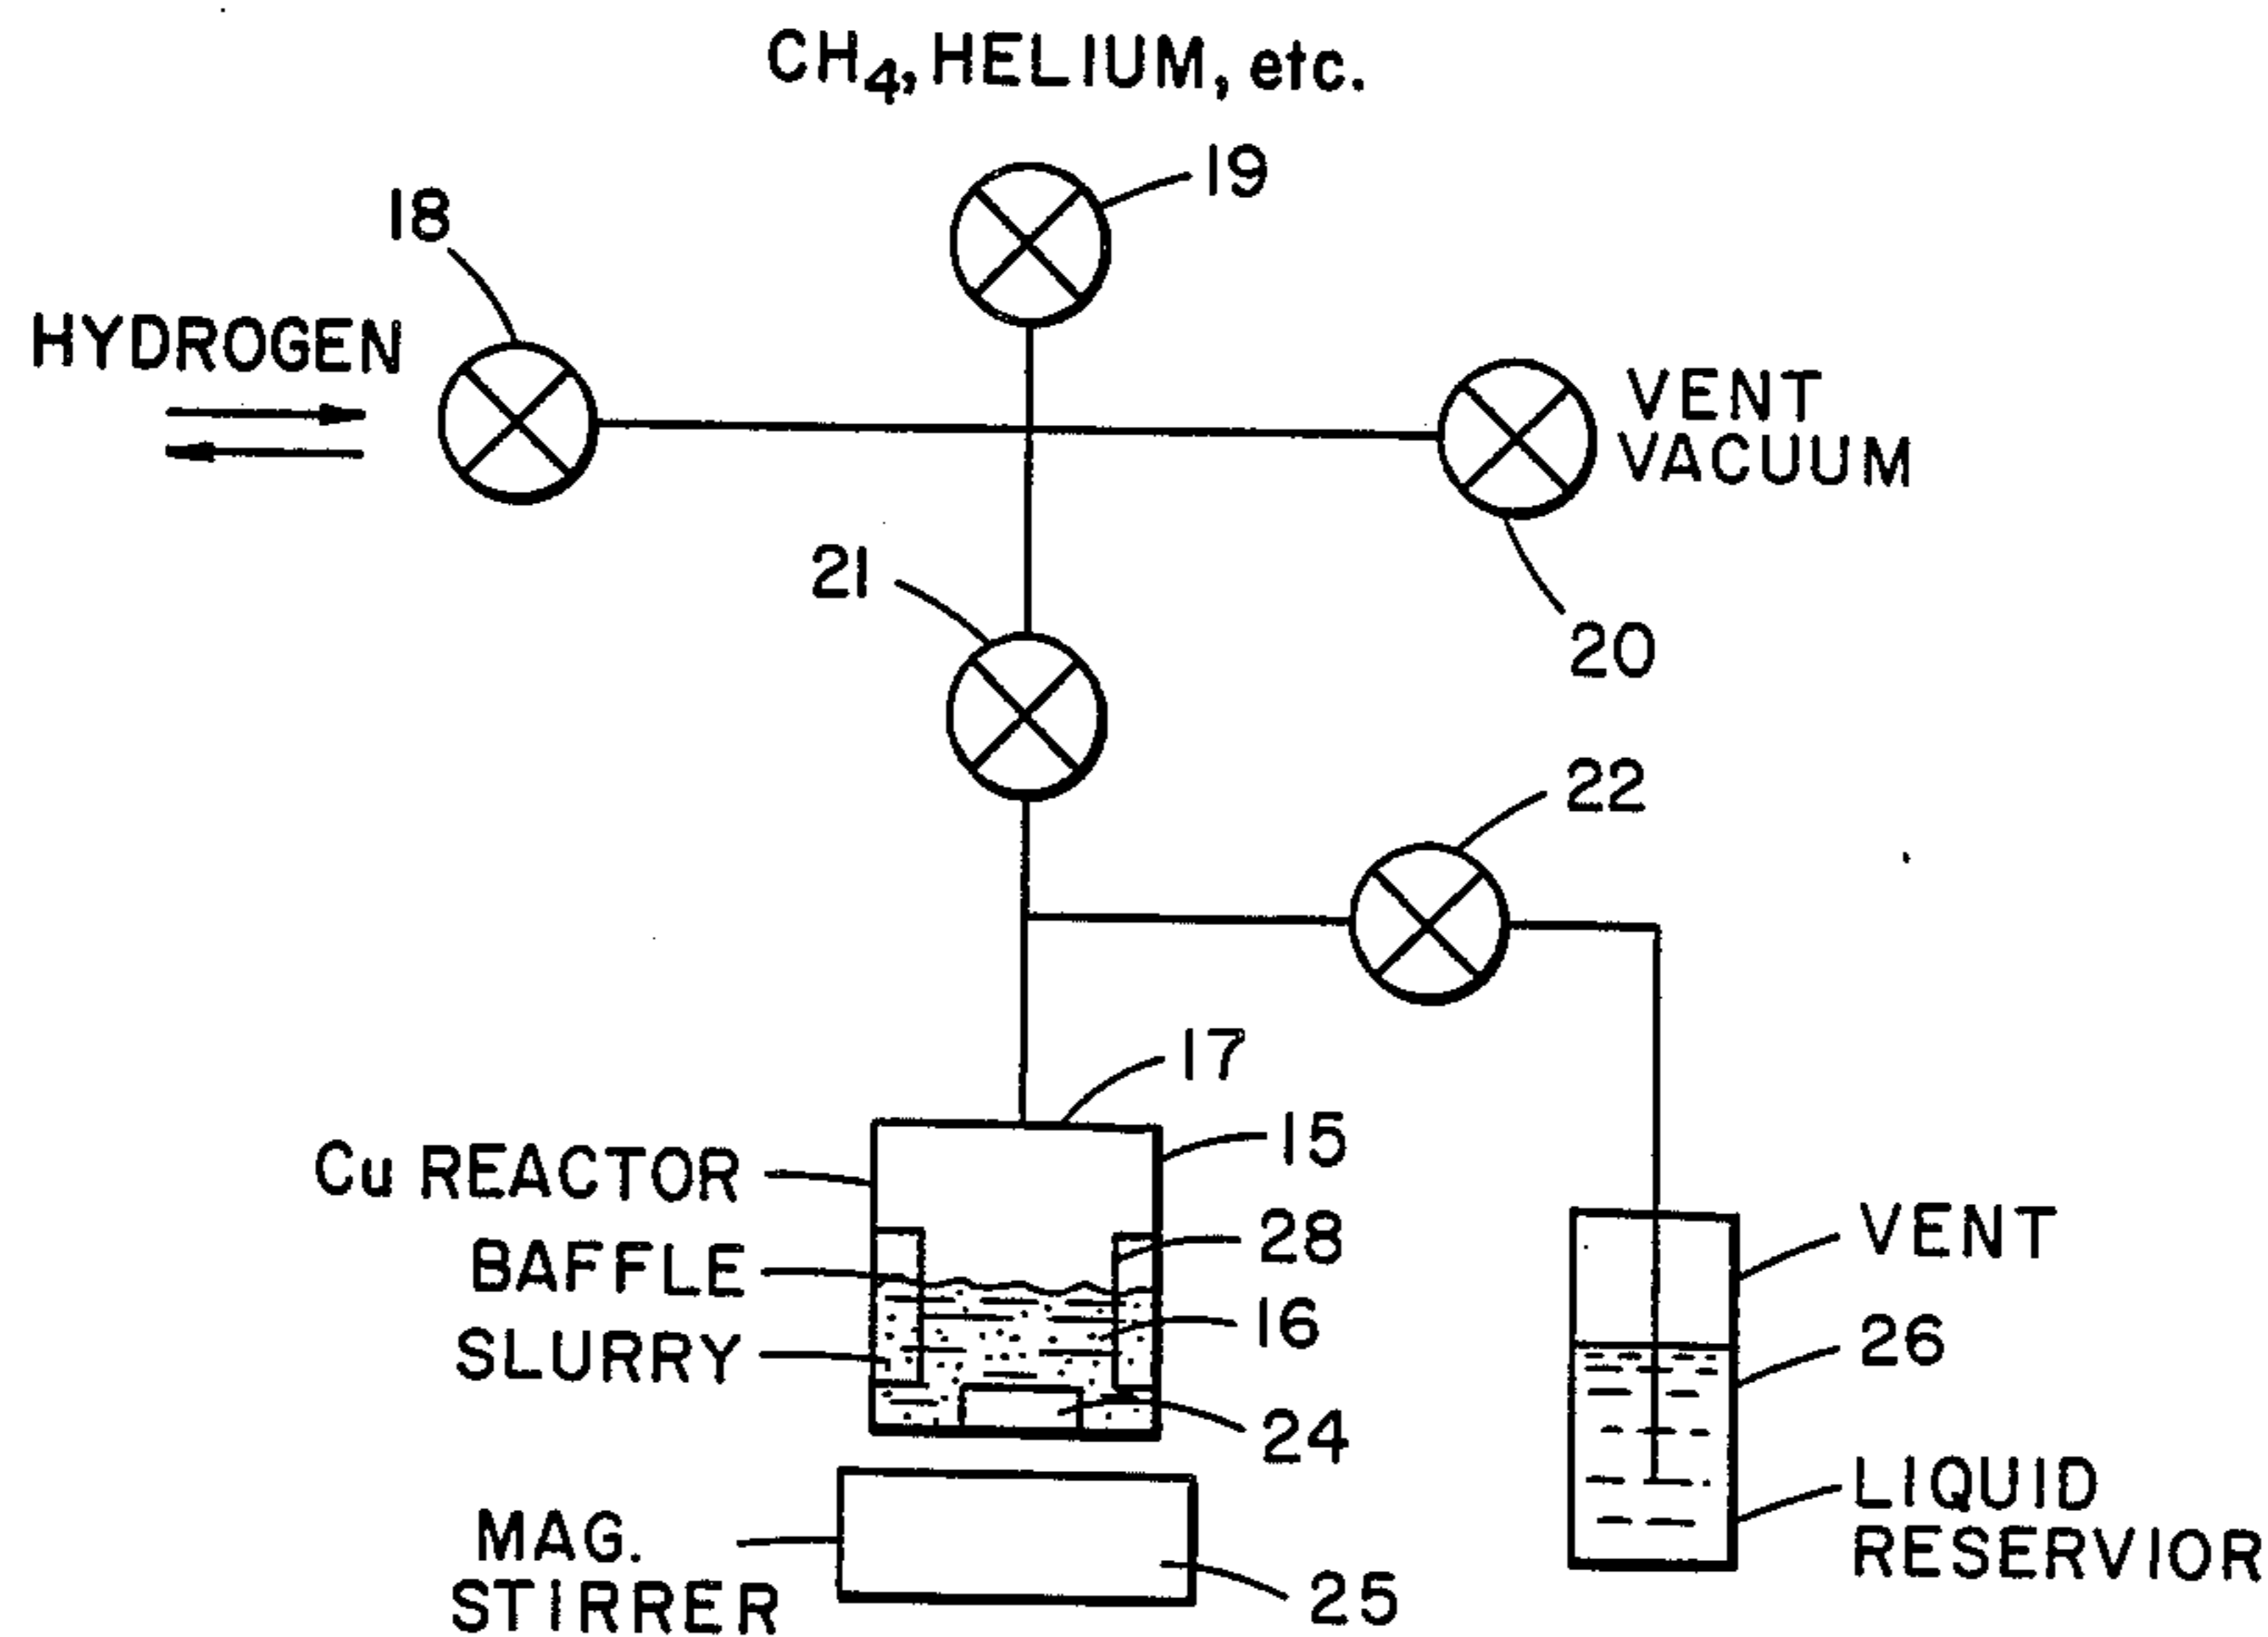 CH4, HELIUM, etc.
19
18
HYDROGEN
VENT
VACUUM
21
20
22
17
Cu REACTOR
15
BAFFLE
28
VENT
SLURRY
16
26
24
LIQUID
RESERVIOR
MAG.
STIRRER
25